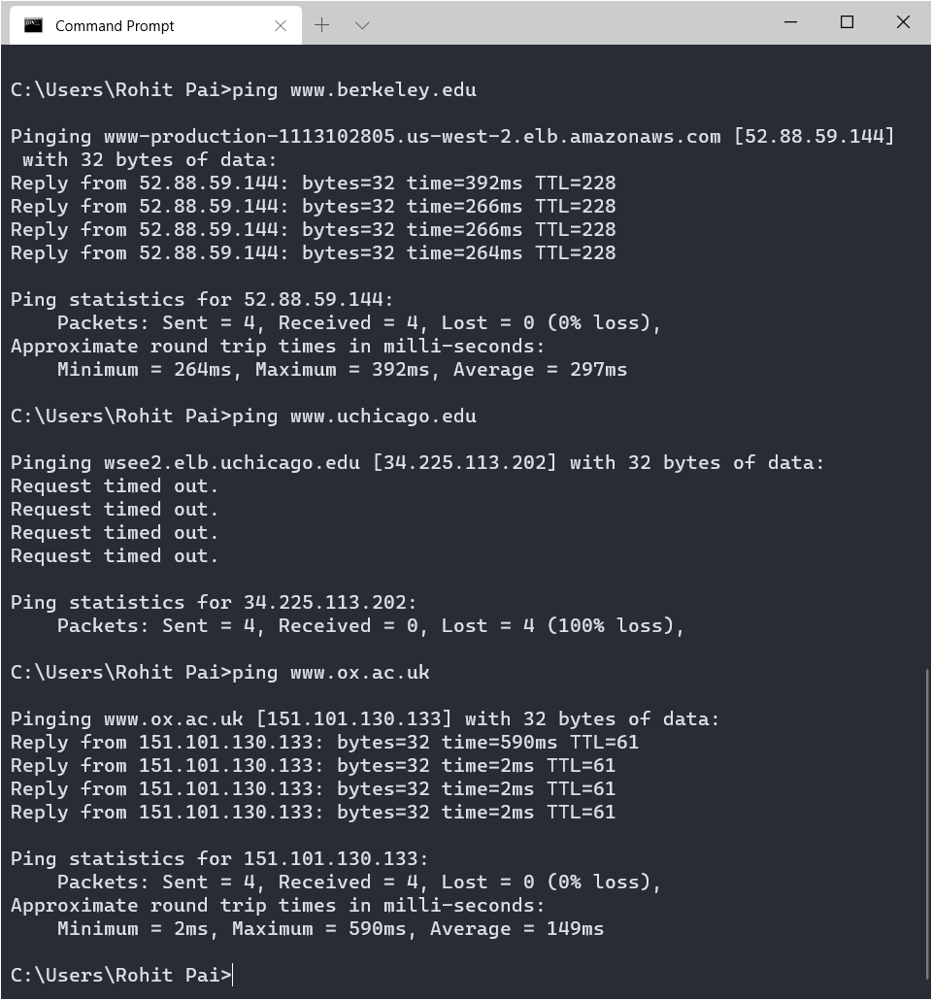 Command Prompt
C:\Users\Rohit Pai>ping www.berkeley.edu
Pinging www-production-1113102805.us-west-2.elb.amazonaws.com [52.88.59.144]
with 32 bytes of data:
Reply from 52.88.59.144: bytes=32 time=392ms TTL=228
Reply from 52.88.59.144: bytes=32 time=266ms TTL=228
Reply from 52.88.59.144: bytes=32 time=266ms TTL=228
Reply from 52.88.59.144: bytes=32 time=264ms TTL=228
Ping statistics for 52.88.59.144:
Packets: Sent = 4, Received = 4, Lost = 0 (0% loss),
Approximate round trip times in milli-seconds:
Minimum = 264ms, Maximum = 392ms, Average = 297ms
C:\Users\Rohit Pai>ping www.uchicago.edu
Pinging wsee2.elb.uchicago.edu [34.225.113.202] with 32 bytes of data:
Request timed out.
Request timed out.
Request timed out.
Request timed out.
Ping statistics for 34.225.113.202:
Packets: Sent = 4, Received = 0, Lost = 4 (100% loss),
C:\Users\Rohit Pai>ping www.ox.ac.uk
Pinging www.ox.ac.uk [151.101.130.133] with 32 bytes of data:
Reply from 151.101.130.133: bytes=32 time=590ms TTL=61
Reply from 151.101.130.133: bytes=32 time=2ms TTL=61
Reply from 151.101.130.133: bytes=32 time=2ms TTL=61
Reply from 151.101.130.133: bytes=32 time=2ms TTL=61
Ping statistics for 151.101.130.133:
Packets: Sent = 4, Received = 4, Lost = 0 (0% loss),
Approximate round trip times in milli-seconds:
Minimum = 2ms, Maximum = 590ms, Average = 149ms
C:\Users\Rohit Pai>